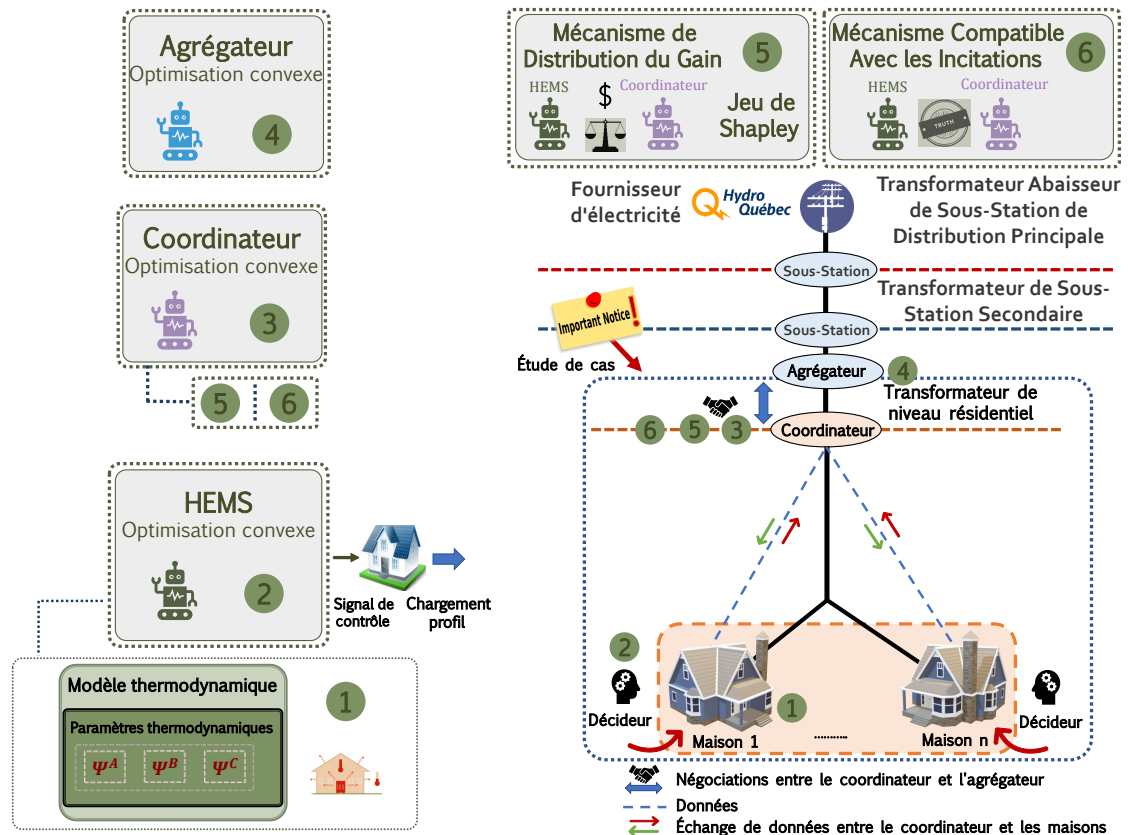 Agrégateur
Optimisation convexe
4
Coordinateur
Optimisation convexe
3
5
6
HEMS
Optimisation convexe
2
Signal de
contrôle
Chargement
profil
Modèle thermodynamique
1
Paramètres thermodynamiques
Ψᴬ
Ψᴮ
Ψꟲ
Mécanisme de
Distribution du Gain
5
HEMS
$
Coordinateur
Jeu de
Shapley
Mécanisme Compatible
Avec les Incitations
6
HEMS
TRUTH
Coordinateur
Fournisseur
d'électricité
Hydro
Québec
Transformateur Abaisseur
de Sous-Station de
Distribution Principale
Sous-Station
Transformateur de Sous-
Station Secondaire
Important Notice !
Sous-Station
Étude de cas
Agrégateur
4
Transformateur de
niveau résidentiel
6
5
3
Coordinateur
2
Décideur
1
Maison 1
...........
Maison n
Décideur
Négociations entre le coordinateur et l'agrégateur
Données
Échange de données entre le coordinateur et les maisons